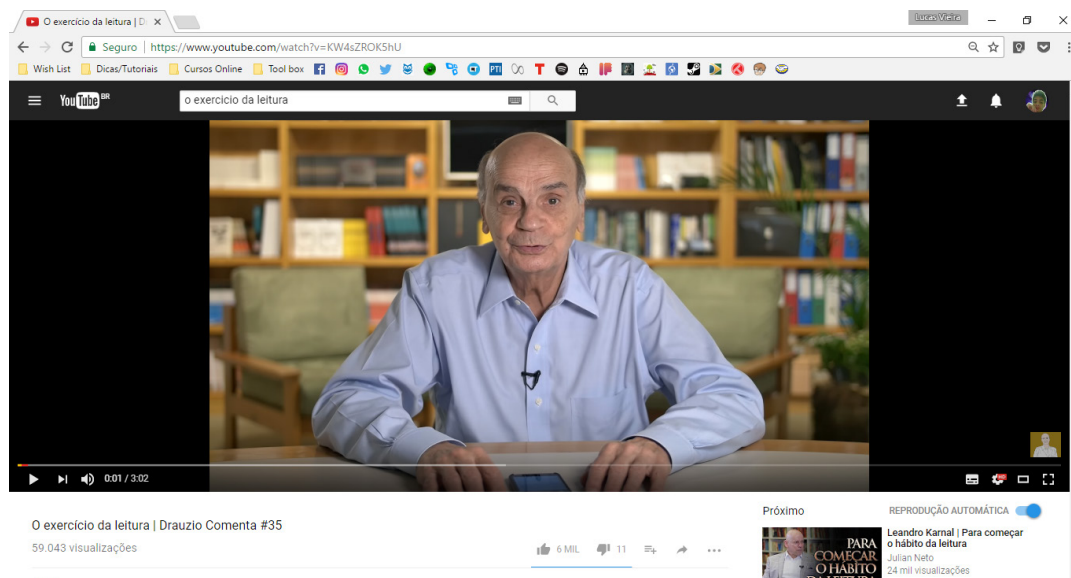 O exercício da leitura | D
Lucas Vieira
Seguro | https://www.youtube.com/watch?v=KW4sZROK5hU
Wish List Dicas/Tutoriais Cursos Online Tool box
YouTube BR
o exercicio da leitura
0:01 / 3:02
O exercício da leitura | Drauzio Comenta #35
59.043 visualizações
6 MIL 11
Próximo REPRODUÇÃO AUTOMÁTICA
PARA
COMEÇAR
O HÁBITO
DA LEITURA
Leandro Karnal | Para começar
o hábito da leitura
Julian Neto
24 mil visualizações